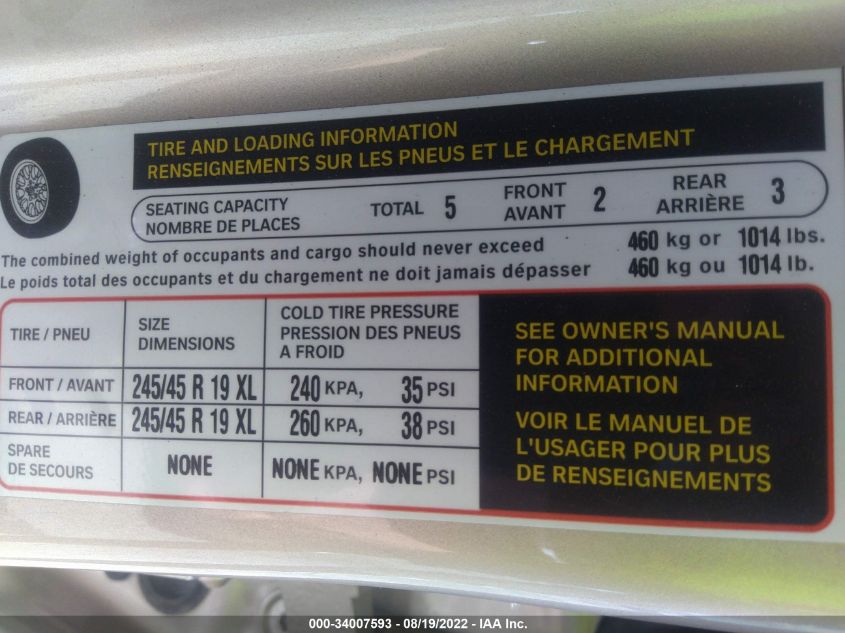 TIRE AND LOADING INFORMATION
RENSEIGNEMENTS SUR LES PNEUS ET LE CHARGEMENT
SEATING CAPACITY
NOMBRE DE PLACES
TOTAL 5
FRONT
AVANT
2
REAR
ARRIÈRE
3
The combined weight of occupants and cargo should never exceed 460 kg or 1014 lbs.
Le poids total des occupants et du chargement ne doit jamais dépasser 460 kg ou 1014 lb.
TIRE / PNEU
SIZE
DIMENSIONS
COLD TIRE PRESSURE
PRESSION DES PNEUS
A FROID
FRONT / AVANT 245/45 R 19 XL 240 KPA, 35 PSI
REAR / ARRIÈRE 245/45 R 19 XL 260 KPA, 38 PSI
SPARE
DE SECOURS
NONE NONE KPA, NONE PSI
SEE OWNER'S MANUAL
FOR ADDITIONAL
INFORMATION
VOIR LE MANUEL DE
L'USAGER POUR PLUS
DE RENSEIGNEMENTS
000-34007593 - 08/19/2022 - IAA Inc.